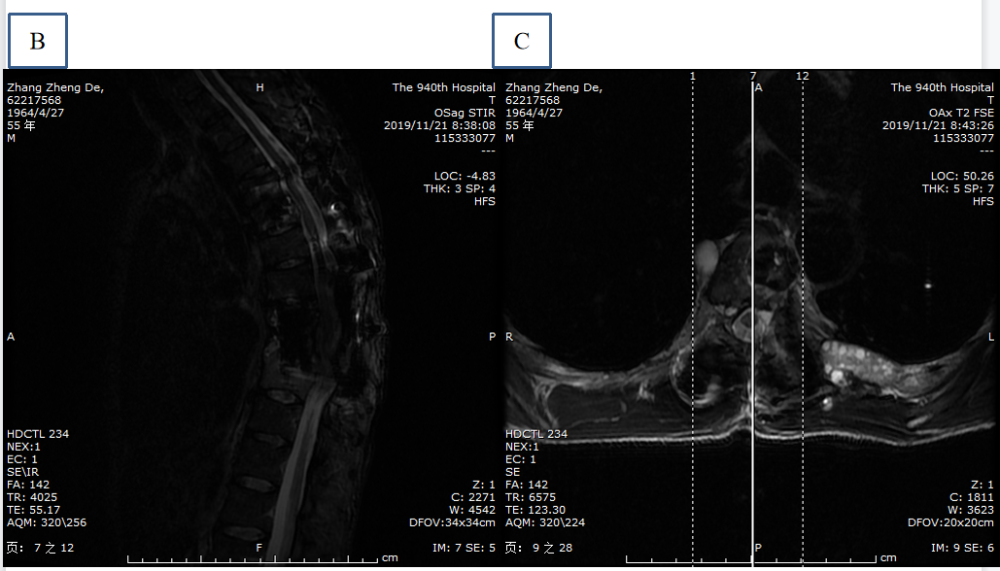 B
C
Zhang Zheng De,
62217568
1964/4/27
55 年
M
H
The 940th Hospital
T
OSag STIR
2019/11/21 8:38:08
115333077
---
LOC: -4.83
THK: 3 SP: 4
HFS
A
P
HDCTL 234
NEX:1
EC: 1
SE\IR
FA: 142
TR: 4025
TE: 55.17
AQM: 320\256
页: 7 之 12
F
Z: 1
C: 2271
W: 4542
DFOV:34x34cm
IM: 7 SE: 5
cm
1
7
12
Zhang Zheng De,
62217568
1964/4/27
55 年
M
A
The 940th Hospital
T
OAx T2 FSE
2019/11/21 8:43:26
115333077
---
LOC: 50.26
THK: 5 SP: 7
HFS
R
L
HDCTL 234
NEX:1
EC: 1
SE
FA: 142
TR: 6575
TE: 123.30
AQM: 320\224
页: 9 之 28
P
Z: 1
C: 1811
W: 3623
DFOV:20x20cm
IM: 9 SE: 6
cm